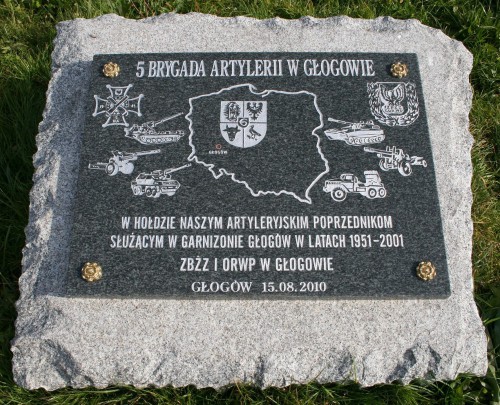 5 BRYGADA ARTYLERII W GŁOGOWIE
GŁOGÓW
W HOŁDZIE NASZYM ARTYLERYJSKIM POPRZEDNIKOM
SŁUŻĄCYM W GARNIZONIE GŁOGÓW W LATACH 1951-2001
ZBŻZ I ORWP W GŁOGOWIE
GŁOGÓW 15.08.2010